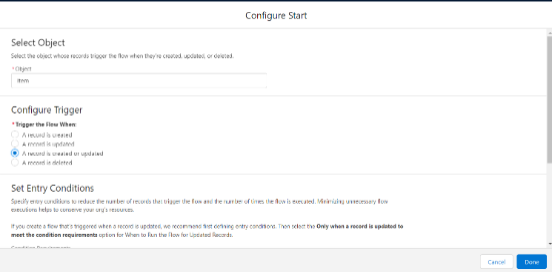 Configure Start
Select Object
Select the object whose records trigger the flow when they're created, updated, or deleted.
* Object
Item
Configure Trigger
* Trigger the Flow When:
A record is created
A record is updated
A record is created or updated
A record is deleted
Set Entry Conditions
Specify entry conditions to reduce the number of records that trigger the flow and the number of times the flow is executed. Minimizing unnecessary flow
executions helps to conserve your org's resources.
If you create a flow that's triggered when a record is updated, we recommend first defining entry conditions. Then select the Only when a record is updated to
meet the condition requirements option for When to Run the Flow for Updated Records.
Condition Requirements
Cancel Done